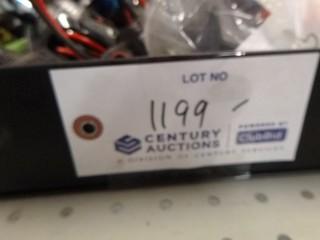 LOT NO
1199
CENTURY AUCTIONS
POWERED BY
ClubBid
A DIVISION OF CENTURY SERVICES